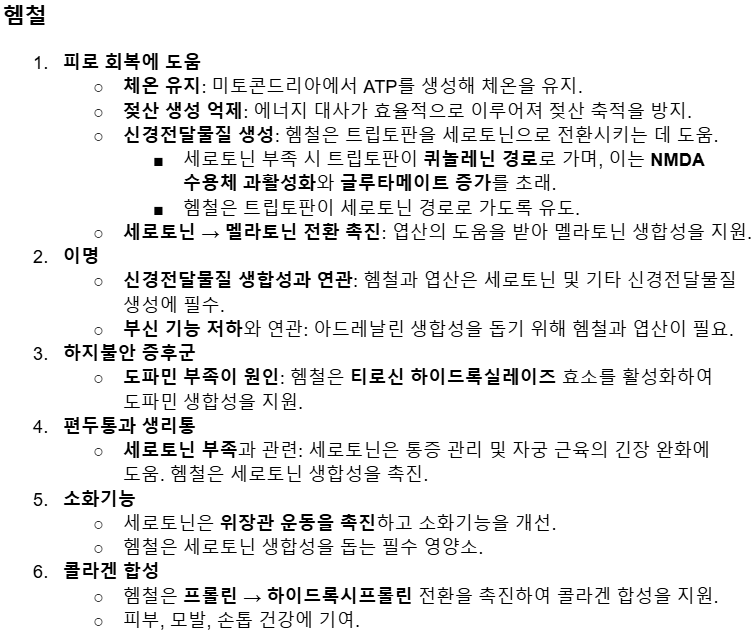 헴철
1. 피로 회복에 도움
○ 체온 유지: 미토콘드리아에서 ATP를 생성해 체온을 유지.
○ 젖산 생성 억제: 에너지 대사가 효율적으로 이루어져 젖산 축적을 방지.
○ 신경전달물질 생성: 헴철은 트립토판을 세로토닌으로 전환시키는 데 도움.
■ 세로토닌 부족 시 트립토판이 퀴놀레닌 경로로 가며, 이는 NMDA
수용체 과활성화와 글루타메이트 증가를 초래.
■ 헴철은 트립토판이 세로토닌 경로로 가도록 유도.
○ 세로토닌 → 멜라토닌 전환 촉진: 엽산의 도움을 받아 멜라토닌 생합성을 지원.
2. 이명
○ 신경전달물질 생합성과 연관: 헴철과 엽산은 세로토닌 및 기타 신경전달물질
생성에 필수.
○ 부신 기능 저하와 연관: 아드레날린 생합성을 돕기 위해 헴철과 엽산이 필요.
3. 하지불안 증후군
○ 도파민 부족이 원인: 헴철은 티로신 하이드록실레이즈 효소를 활성화하여
도파민 생합성을 지원.
4. 편두통과 생리통
○ 세로토닌 부족과 관련: 세로토닌은 통증 관리 및 자궁 근육의 긴장 완화에
도움. 헴철은 세로토닌 생합성을 촉진.
5. 소화기능
○ 세로토닌은 위장관 운동을 촉진하고 소화기능을 개선.
○ 헴철은 세로토닌 생합성을 돕는 필수 영양소.
6. 콜라겐 합성
○ 헴철은 프롤린 → 하이드록시프롤린 전환을 촉진하여 콜라겐 합성을 지원.
○ 피부, 모발, 손톱 건강에 기여.